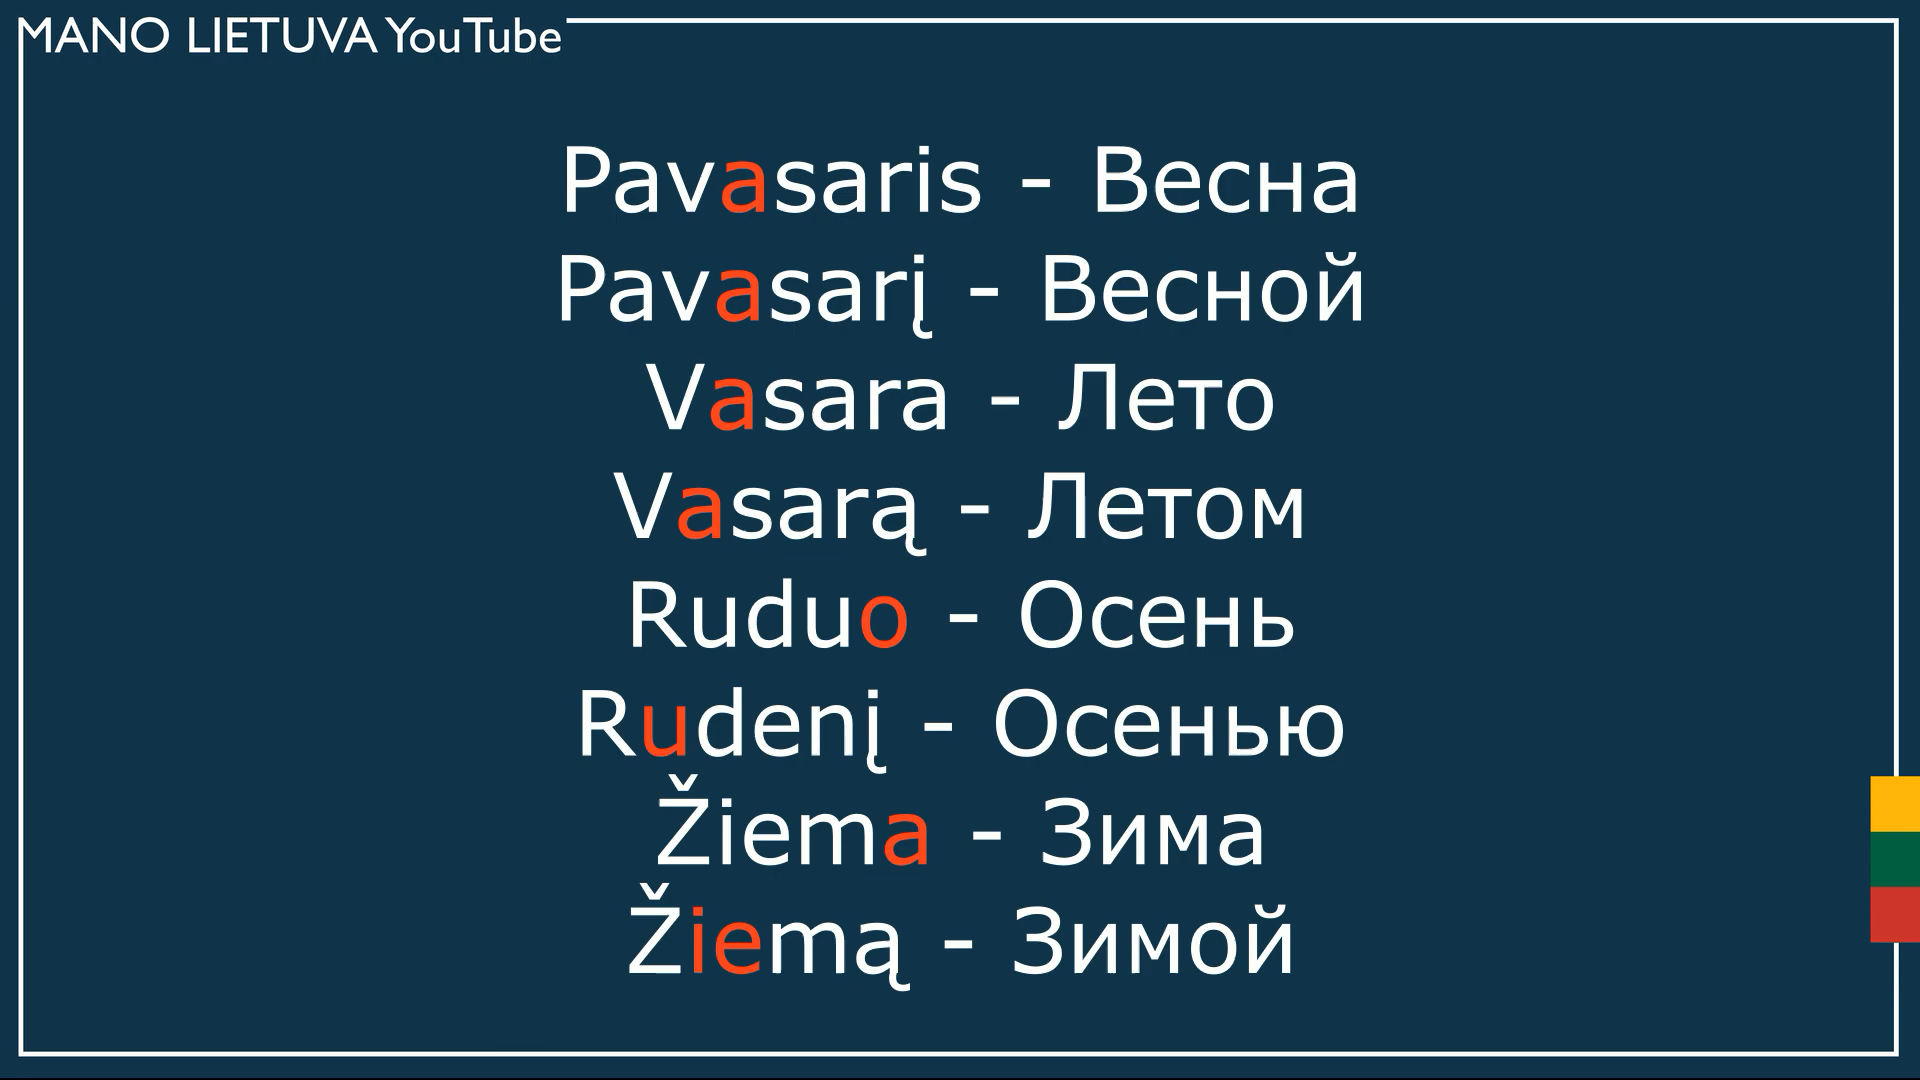 MANO LIETUVA YouTube
Pavasaris - Весна
Pavasarį - Весной
Vasara - Лето
Vasarą - Летом
Ruduo - Осень
Rudenį - Осенью
Žiema - Зима
Žiemą - Зимой